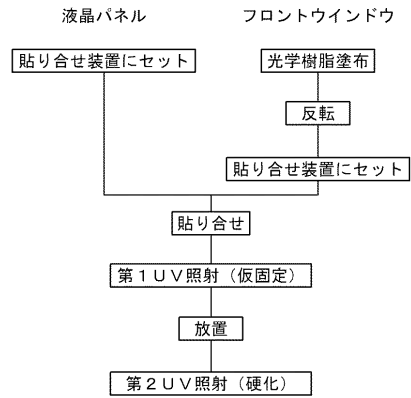 液晶パネル
フロントウインドウ
貼り合せ装置にセット
光学樹脂塗布
反転
貼り合せ装置にセット
貼り合せ
第１ＵＶ照射（仮固定）
放置
第２ＵＶ照射（硬化）